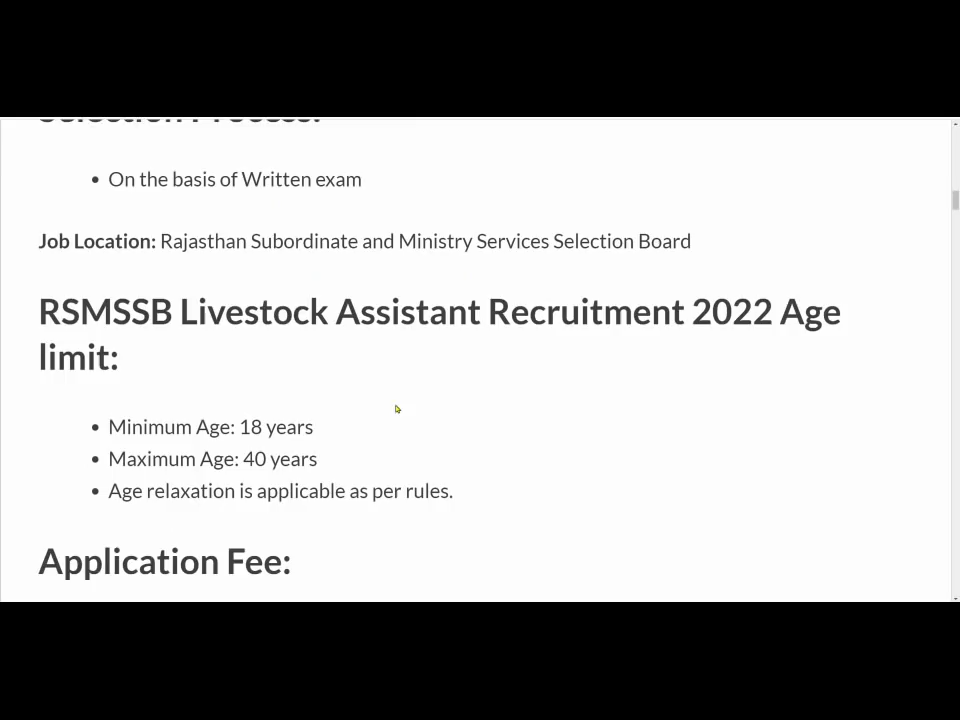 Selection Process:
On the basis of Written exam
Job Location: Rajasthan Subordinate and Ministry Services Selection Board
RSMSSB Livestock Assistant Recruitment 2022 Age
limit:
Minimum Age: 18 years
Maximum Age: 40 years
Age relaxation is applicable as per rules.
Application Fee: